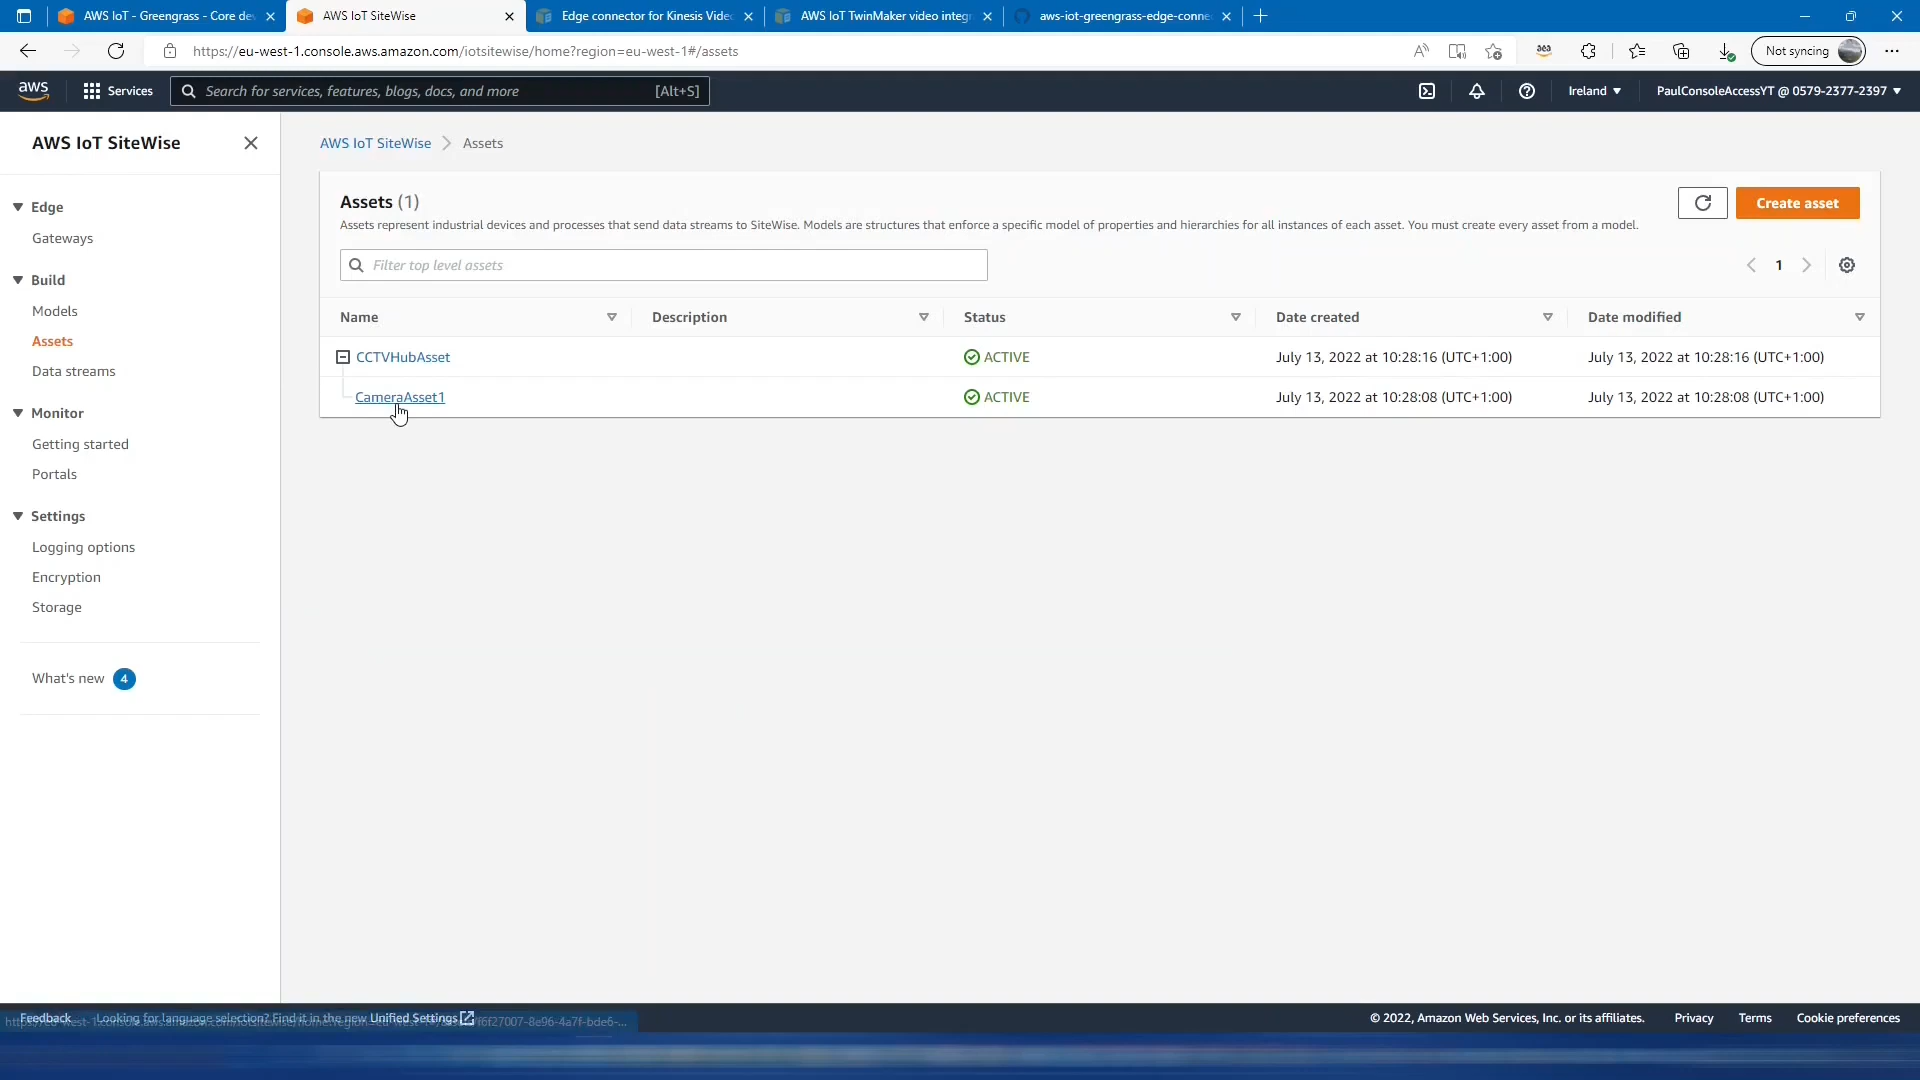 AWS IoT - Greengrass - Core de
AWS IoT SiteWise
Edge connector for Kinesis Vide
AWS IoT TwinMaker video integ
aws-iot-greengrass-edge-conne
https://eu-west-1.console.aws.amazon.com/iotsitewise/home?region=eu-west-1#/assets
Not syncing
aws
Services
Search for services, features, blogs, docs, and more
[Alt+S]
Ireland
PaulConsoleAccessYT @ 0579-2377-2397
AWS IoT SiteWise
Edge
Gateways
Build
Models
Assets
Data streams
Monitor
Getting started
Portals
Settings
Logging options
Encryption
Storage
What's new 4
AWS IoT SiteWise > Assets
Assets (1)
Assets represent industrial devices and processes that send data streams to SiteWise. Models are structures that enforce a specific model of properties and hierarchies for all instances of each asset. You must create every asset from a model.
Create asset
Filter top level assets
1
Name Description Status Date created Date modified
CCTVHubAsset ACTIVE July 13, 2022 at 10:28:16 (UTC+1:00) July 13, 2022 at 10:28:16 (UTC+1:00)
CameraAsset1 ACTIVE July 13, 2022 at 10:28:08 (UTC+1:00) July 13, 2022 at 10:28:08 (UTC+1:00)
Feedback
Looking for language selection? Find it in the new Unified Settings
© 2022, Amazon Web Services, Inc. or its affiliates.
Privacy
Terms
Cookie preferences